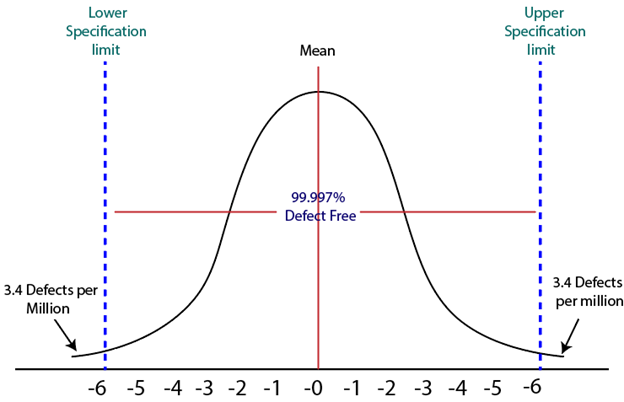 Lower
Specification
limit
Mean
Upper
Specification
limit
99.997%
Defect Free
3.4 Defects per
Million
3.4 Defects
per million
-6 -5 -4 -3 -2 -1 -0 -1 -2 -3 -4 -5 -6